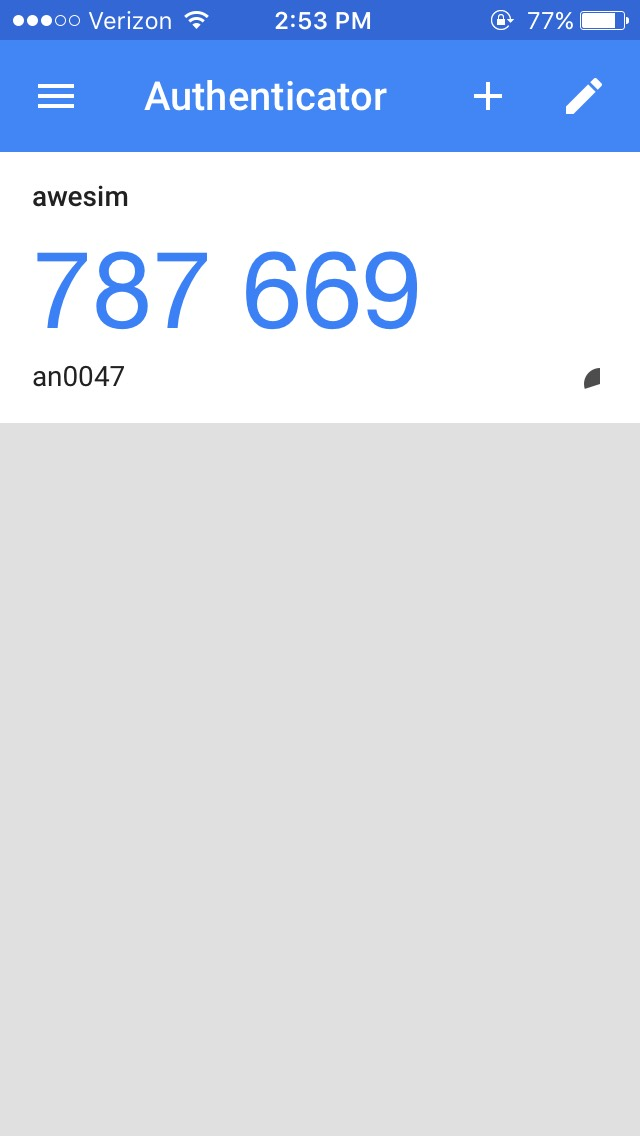 Verizon 2:53 PM 77%
Authenticator
awesim
787 669
an0047